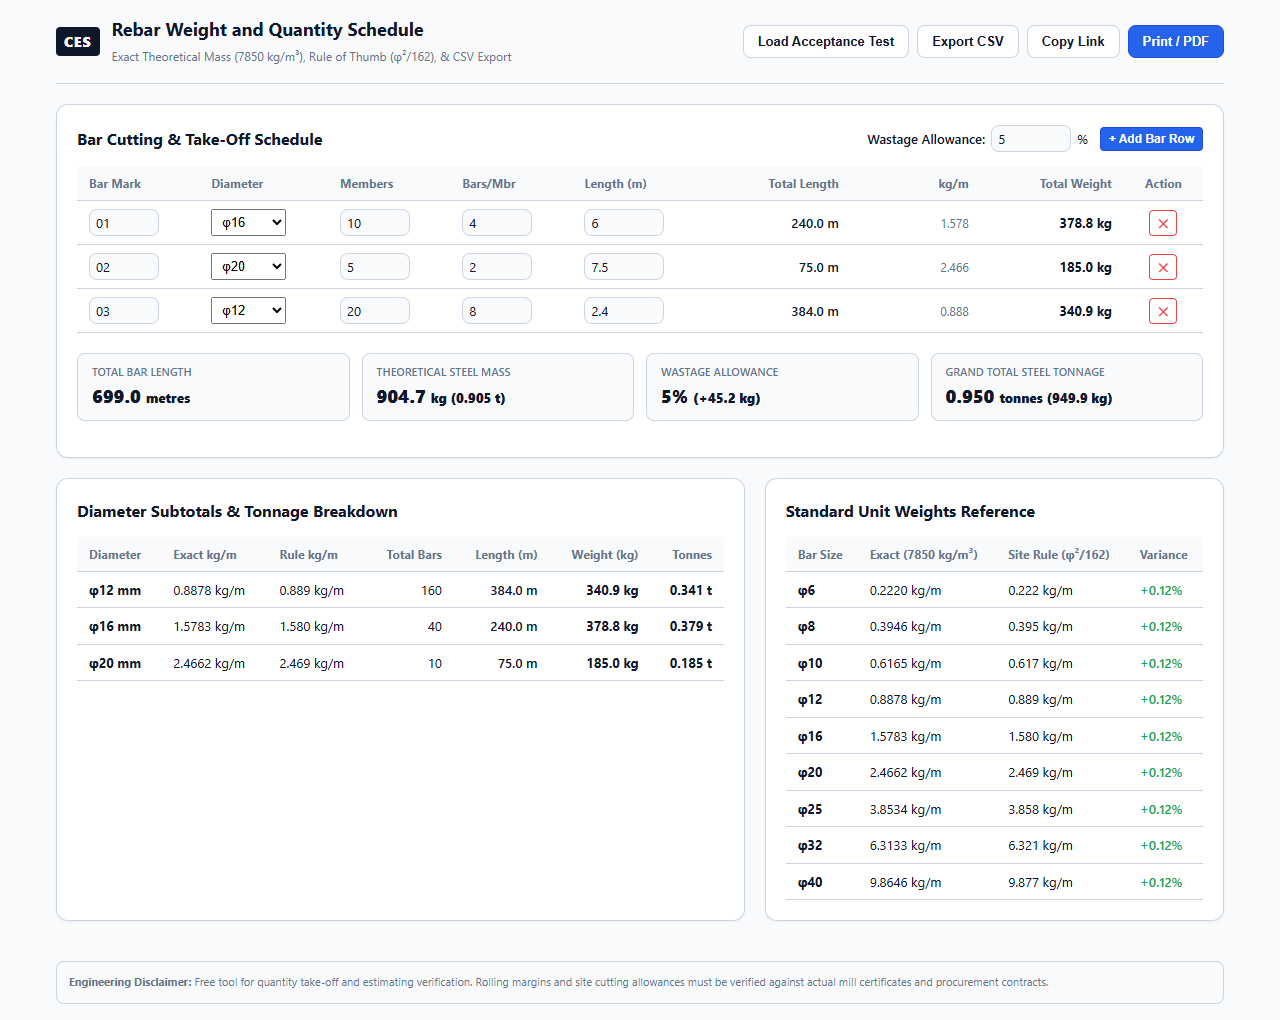 CES
Rebar Weight and Quantity Schedule
Exact Theoretical Mass (7850 kg/m³), Rule of Thumb (φ²/162), & CSV Export
Load Acceptance Test
Export CSV
Copy Link
Print / PDF
Bar Cutting & Take-Off Schedule
Wastage Allowance: 5 %
+ Add Bar Row
Bar Mark Diameter Members Bars/Mbr Length (m) Total Length kg/m Total Weight Action
01 φ16 10 4 6 240.0 m 1.578 378.8 kg ×
02 φ20 5 2 7.5 75.0 m 2.466 185.0 kg ×
03 φ12 20 8 2.4 384.0 m 0.888 340.9 kg ×
TOTAL BAR LENGTH
699.0 metres
THEORETICAL STEEL MASS
904.7 kg (0.905 t)
WASTAGE ALLOWANCE
5% (+45.2 kg)
GRAND TOTAL STEEL TONNAGE
0.950 tonnes (949.9 kg)
Diameter Subtotals & Tonnage Breakdown
Diameter Exact kg/m Rule kg/m Total Bars Length (m) Weight (kg) Tonnes
φ12 mm 0.8878 kg/m 0.889 kg/m 160 384.0 m 340.9 kg 0.341 t
φ16 mm 1.5783 kg/m 1.580 kg/m 40 240.0 m 378.8 kg 0.379 t
φ20 mm 2.4662 kg/m 2.469 kg/m 10 75.0 m 185.0 kg 0.185 t
Standard Unit Weights Reference
Bar Size Exact (7850 kg/m³) Site Rule (φ²/162) Variance
φ6 0.2220 kg/m 0.222 kg/m +0.12%
φ8 0.3946 kg/m 0.395 kg/m +0.12%
φ10 0.6165 kg/m 0.617 kg/m +0.12%
φ12 0.8878 kg/m 0.889 kg/m +0.12%
φ16 1.5783 kg/m 1.580 kg/m +0.12%
φ20 2.4662 kg/m 2.469 kg/m +0.12%
φ25 3.8534 kg/m 3.858 kg/m +0.12%
φ32 6.3133 kg/m 6.321 kg/m +0.12%
φ40 9.8646 kg/m 9.877 kg/m +0.12%
Engineering Disclaimer: Free tool for quantity take-off and estimating verification. Rolling margins and site cutting allowances must be verified against actual mill certificates and procurement contracts.